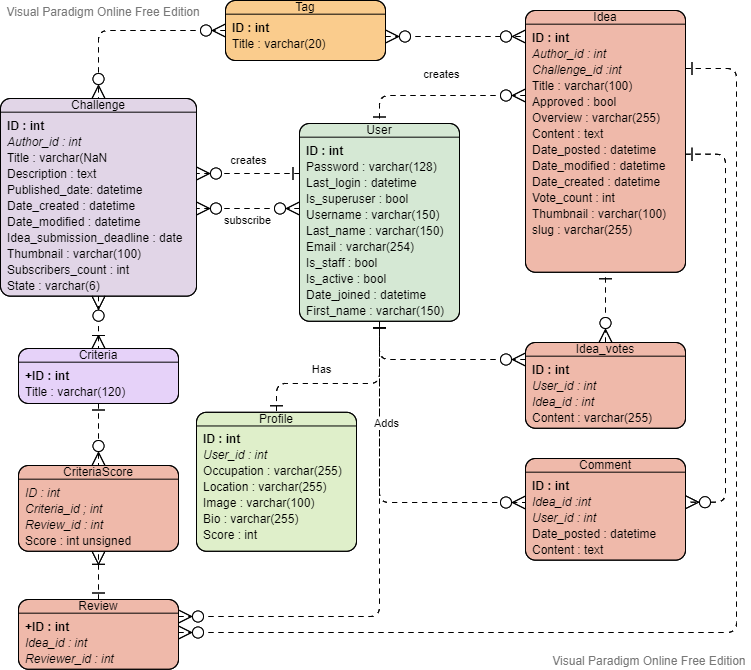 Visual Paradigm Online Free Edition
Tag
ID : int
Title : varchar(20)
Idea
ID : int
Author_id : int
Challenge_id :int
Title : varchar(100)
Approved : bool
Overview : varchar(255)
Content : text
Date_posted : datetime
Date_modified : datetime
Date_created : datetime
Vote_count : int
Thumbnail : varchar(100)
slug : varchar(255)
creates
Challenge
ID : int
Author_id : int
Title : varchar(NaN
Description : text
Published_date: datetime
Date_created : datetime
Date_modified : datetime
Idea_submission_deadline : date
Thumbnail : varchar(100)
Subscribers_count : int
State : varchar(6)
creates
subscribe
User
ID : int
Password : varchar(128)
Last_login : datetime
Is_superuser : bool
Username : varchar(150)
Last_name : varchar(150)
Email : varchar(254)
Is_staff : bool
Is_active : bool
Date_joined : datetime
First_name : varchar(150)
Criteria
+ID : int
Title : varchar(120)
Has
Adds
Idea_votes
ID : int
User_id : int
Idea_id : int
Content : varchar(255)
Profile
ID : int
User_id : int
Occupation : varchar(255)
Location : varchar(255)
Image : varchar(100)
Bio : varchar(255)
Score : int
CriteriaScore
ID : int
Criteria_id ; int
Review_id : int
Score : int unsigned
Comment
ID : int
Idea_id :int
User_id : int
Date_posted : datetime
Content : text
Review
+ID : int
Idea_id : int
Reviewer_id : int
Visual Paradigm Online Free Edition